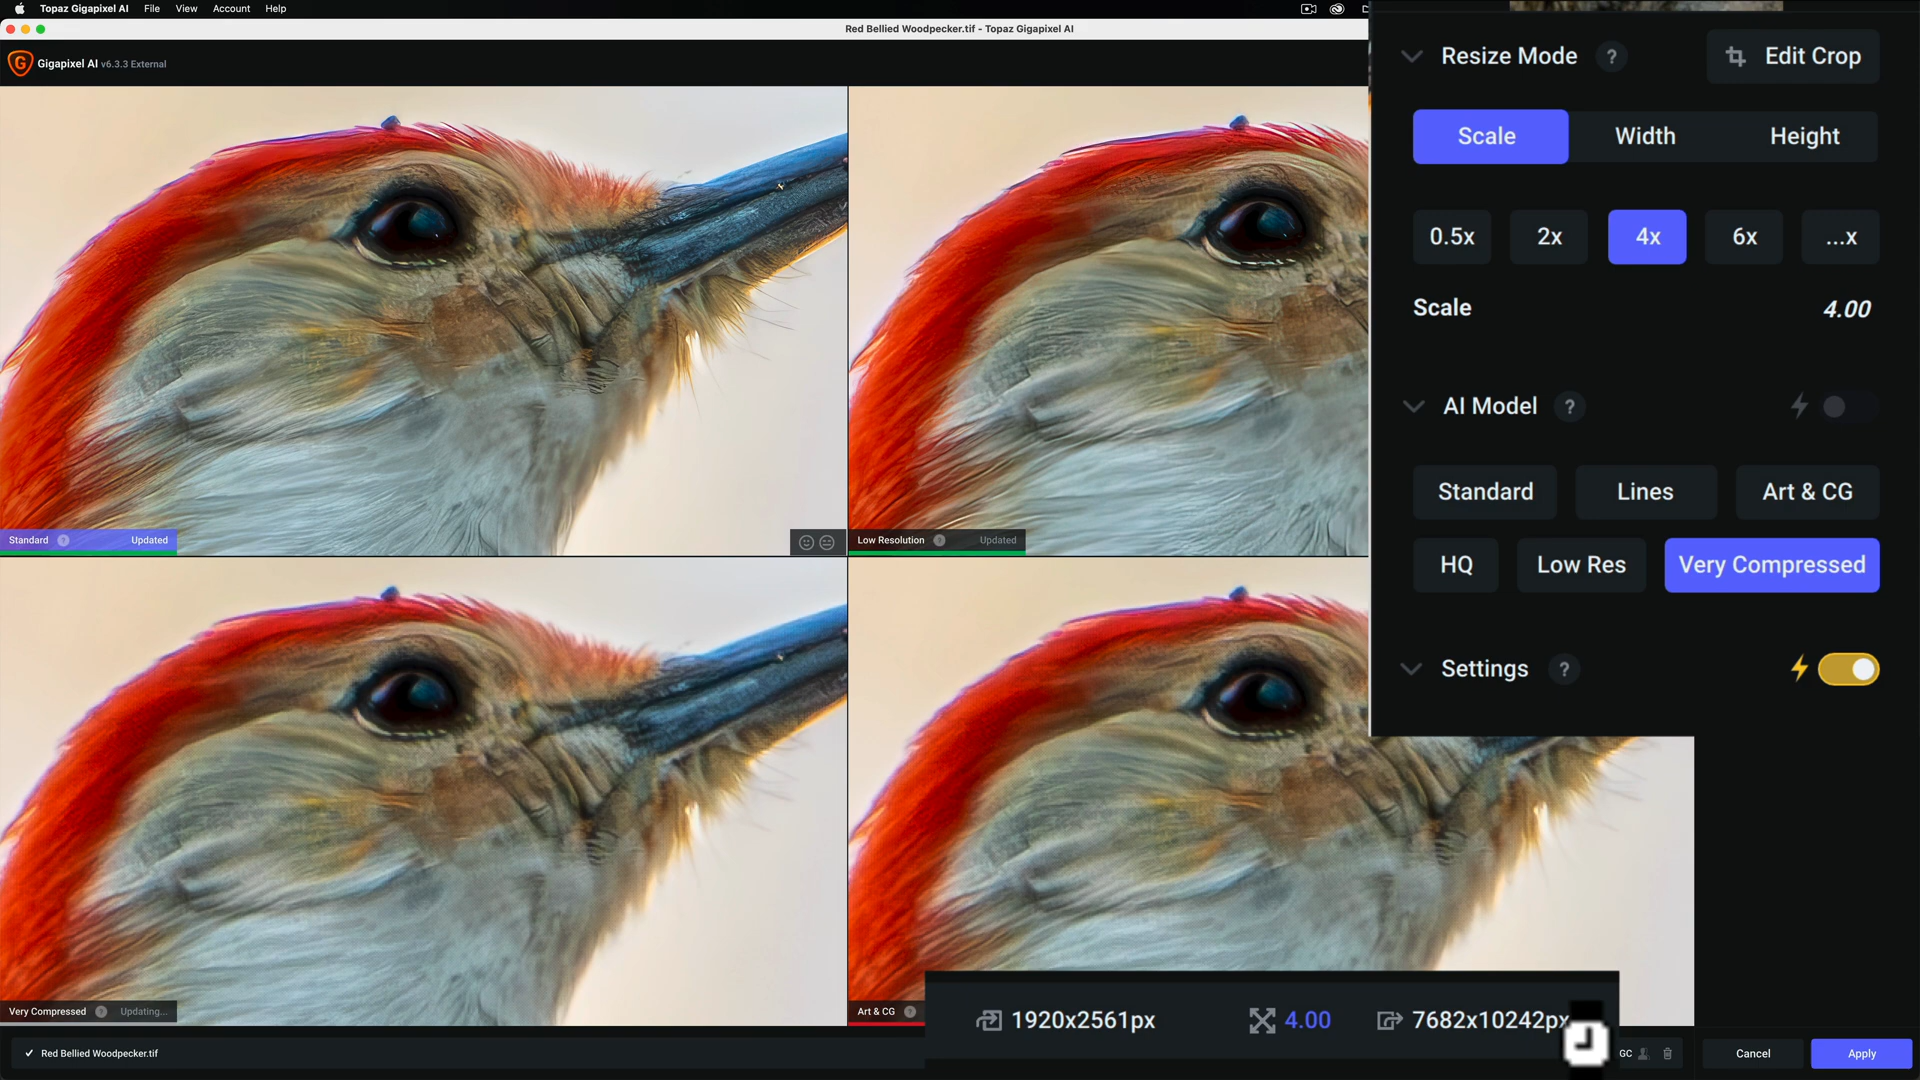 Topaz Gigapixel AI File View Account Help
Red Bellied Woodpecker.tif - Topaz Gigapixel AI
Gigapixel AI v6.3.3 External
Resize Mode ? Edit Crop
Scale Width Height
0.5x 2x 4x 6x ...x
Scale 4.00
AI Model ?
Standard Lines Art & CG
HQ Low Res Very Compressed
Settings ?
Standard ? Updated
Low Resolution ? Updated
Very Compressed ? Updating...
Art & CG ?
1920x2561px 4.00 7682x10242px
Red Bellied Woodpecker.tif
GC
Cancel Apply